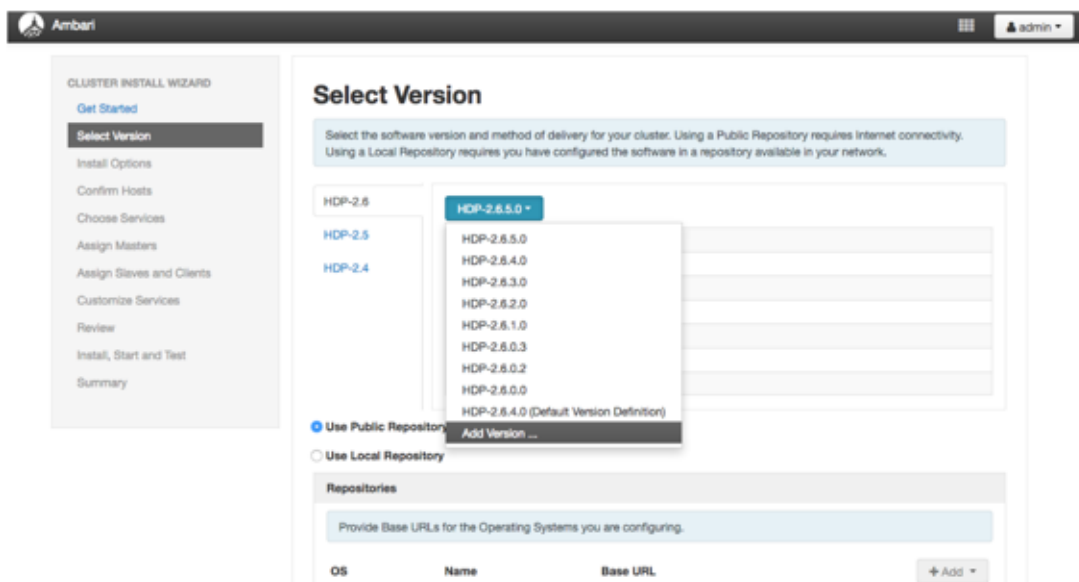 Ambari
admin
CLUSTER INSTALL WIZARD
Get Started
Select Version
Install Options
Confirm Hosts
Choose Services
Assign Masters
Assign Slaves and Clients
Customize Services
Review
Install, Start and Test
Summary
Select Version
Select the software version and method of delivery for your cluster. Using a Public Repository requires Internet connectivity.
Using a Local Repository requires you have configured the software in a repository available in your network.
HDP-2.6
HDP-2.5
HDP-2.4
HDP-2.6.5.0
HDP-2.6.5.0
HDP-2.6.4.0
HDP-2.6.3.0
HDP-2.6.2.0
HDP-2.6.1.0
HDP-2.6.0.3
HDP-2.6.0.2
HDP-2.6.0.0
HDP-2.6.4.0 (Default Version Definition)
Add Version ...
Use Public Repository
Use Local Repository
Repositories
Provide Base URLs for the Operating Systems you are configuring.
OS Name Base URL + Add